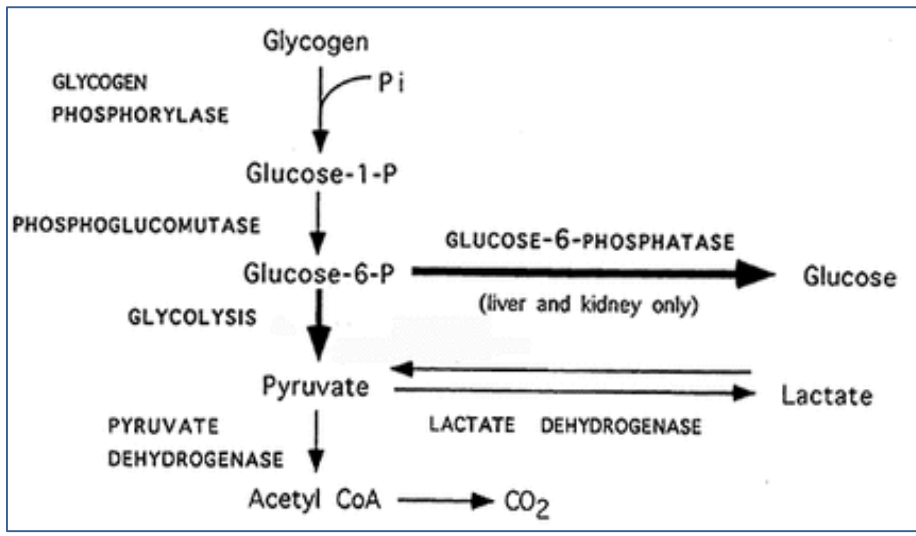 Glycogen
GLYCOGEN
PHOSPHORYLASE
Pi
Glucose-1-P
PHOSPHOGLUCOMUTASE
GLUCOSE-6-PHOSPHATASE
Glucose-6-P
Glucose
(liver and kidney only)
GLYCOLYSIS
Pyruvate
Lactate
LACTATE DEHYDROGENASE
PYRUVATE
DEHYDROGENASE
Acetyl CoA
CO2